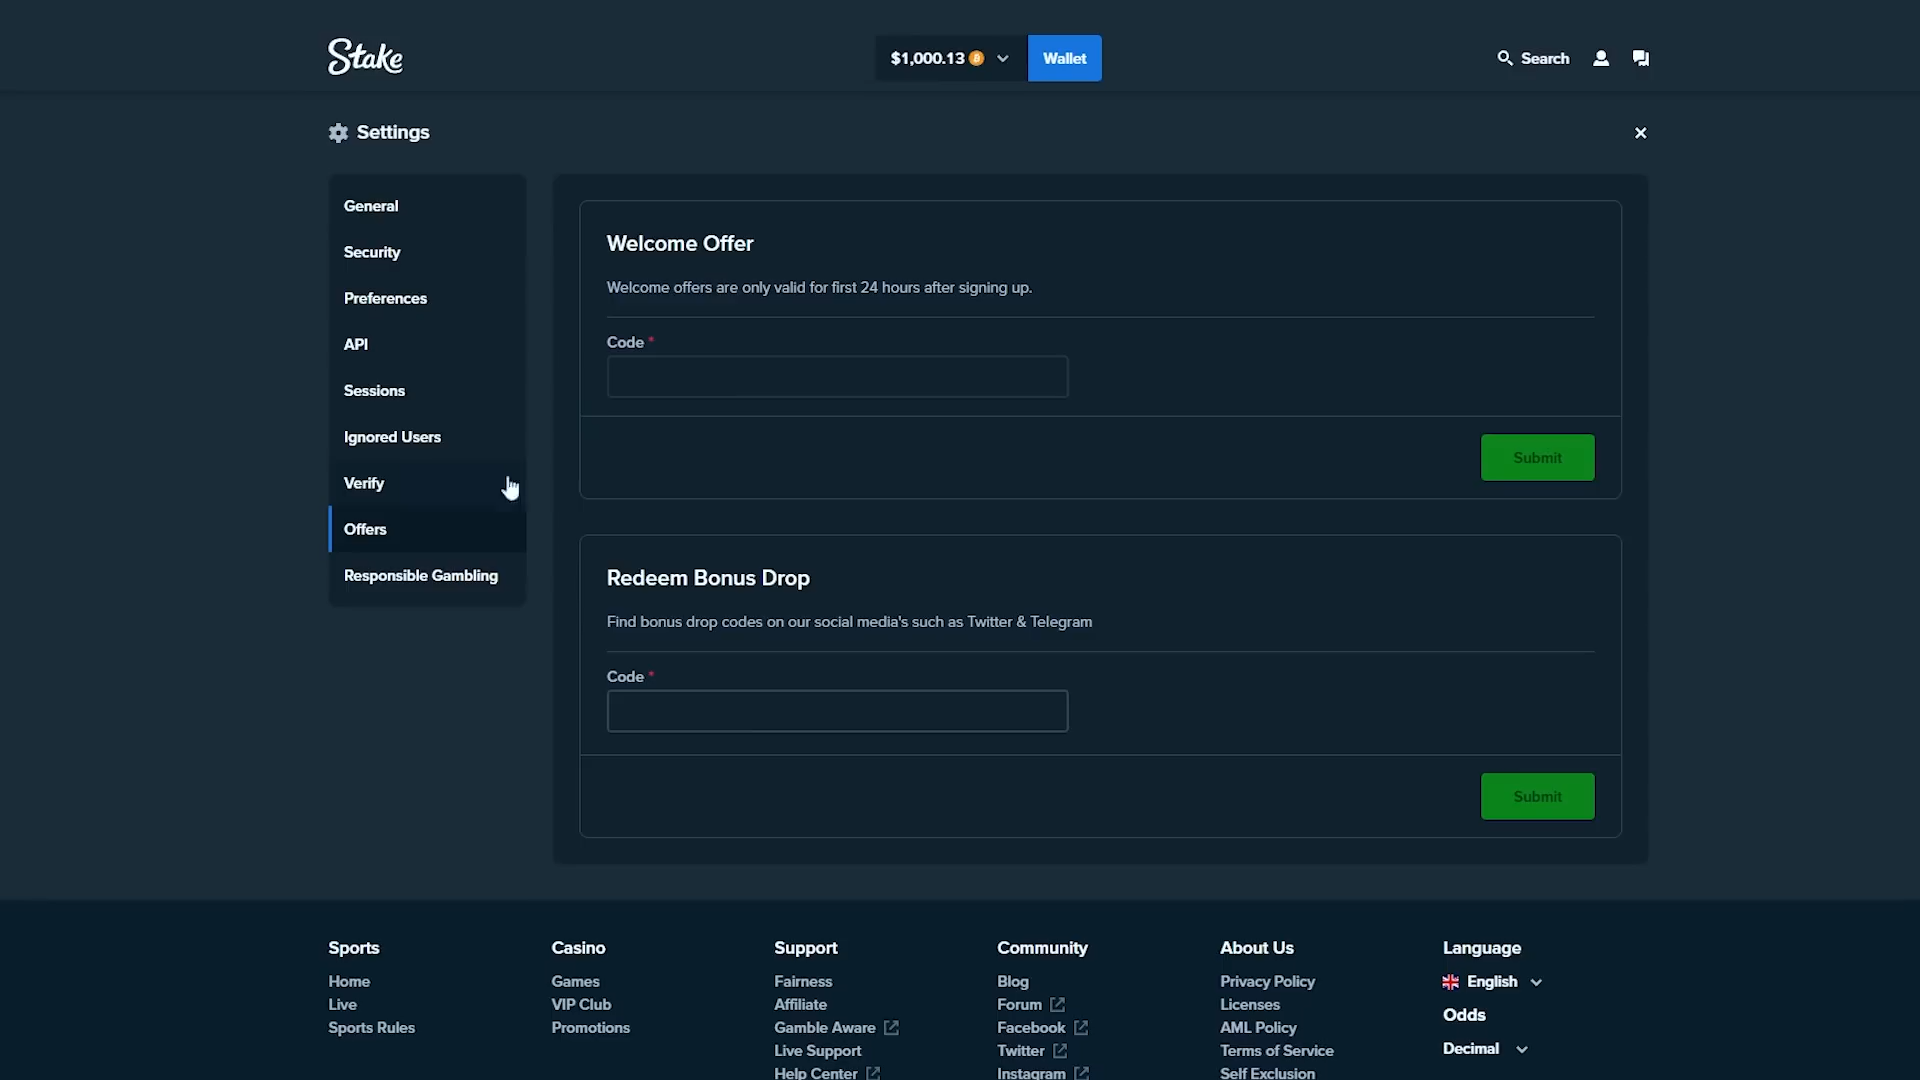 Stake
$1,000.13
Wallet
Search
Settings
General
Security
Preferences
API
Sessions
Ignored Users
Verify
Offers
Responsible Gambling
Welcome Offer
Welcome offers are only valid for first 24 hours after signing up.
Code *
Submit
Redeem Bonus Drop
Find bonus drop codes on our social media's such as Twitter & Telegram
Code *
Submit
Sports
Home
Live
Sports Rules
Casino
Games
VIP Club
Promotions
Support
Fairness
Affiliate
Gamble Aware
Live Support
Help Center
Community
Blog
Forum
Facebook
Twitter
Instagram
About Us
Privacy Policy
Licenses
AML Policy
Terms of Service
Self Exclusion
Language
English
Odds
Decimal